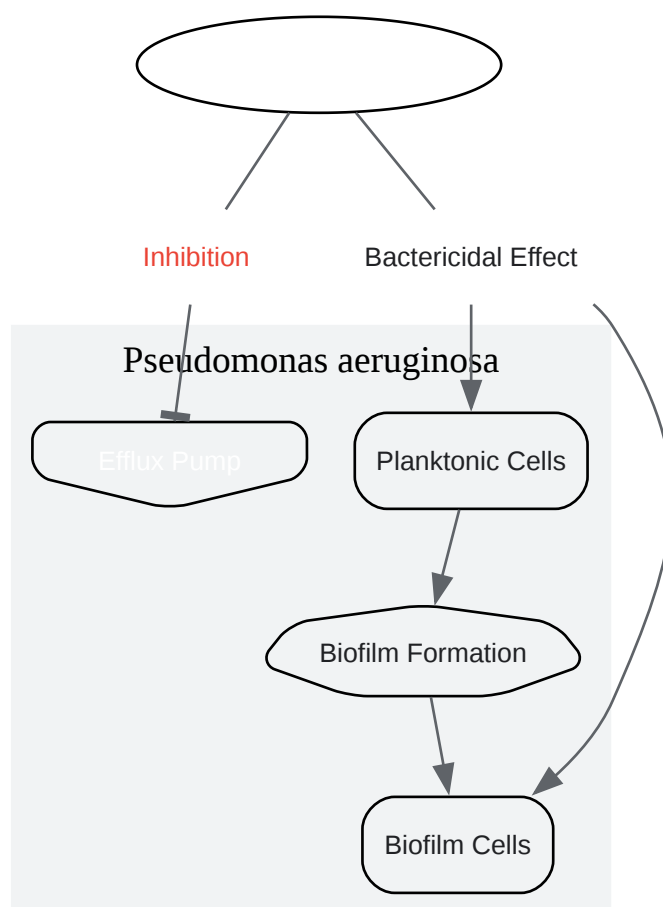 Inhibition
Bactericidal Effect
Pseudomonas aeruginosa
Efflux Pump
Planktonic Cells
Biofilm Formation
Biofilm Cells